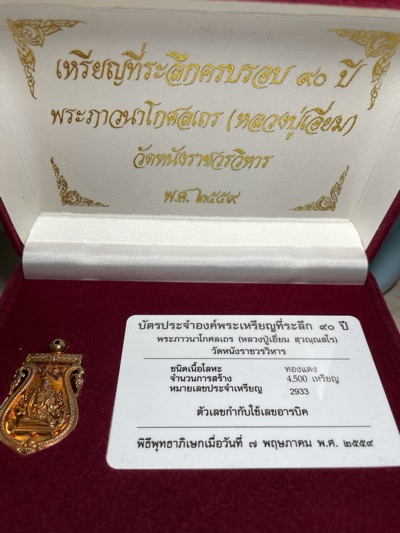 เหรียญที่ระลึกครบรอบ ๙๐ ปี
พระภาวนาโกศลเถร (หลวงปู่เอี่ยม)
วัดหนังราชวรวิหาร
พ.ศ. ๒๕๕๙
บัตรประจำองค์พระเหรียญที่ระลึก ๙๐ ปี
พระภาวนาโกศลเถร (หลวงปู่เอี่ยม สุวณฺณสโร)
วัดหนังราชวรวิหาร
ชนิดเนื้อโลหะ ทองแดง
จำนวนการสร้าง 4,500 เหรียญ
หมายเลขประจำเหรียญ 2933
ตัวเลขกำกับใช้เลขอารบิค
พิธีพุทธาภิเษกเมื่อวันที่ ๗ พฤษภาคม พ.ศ. ๒๕๕๙